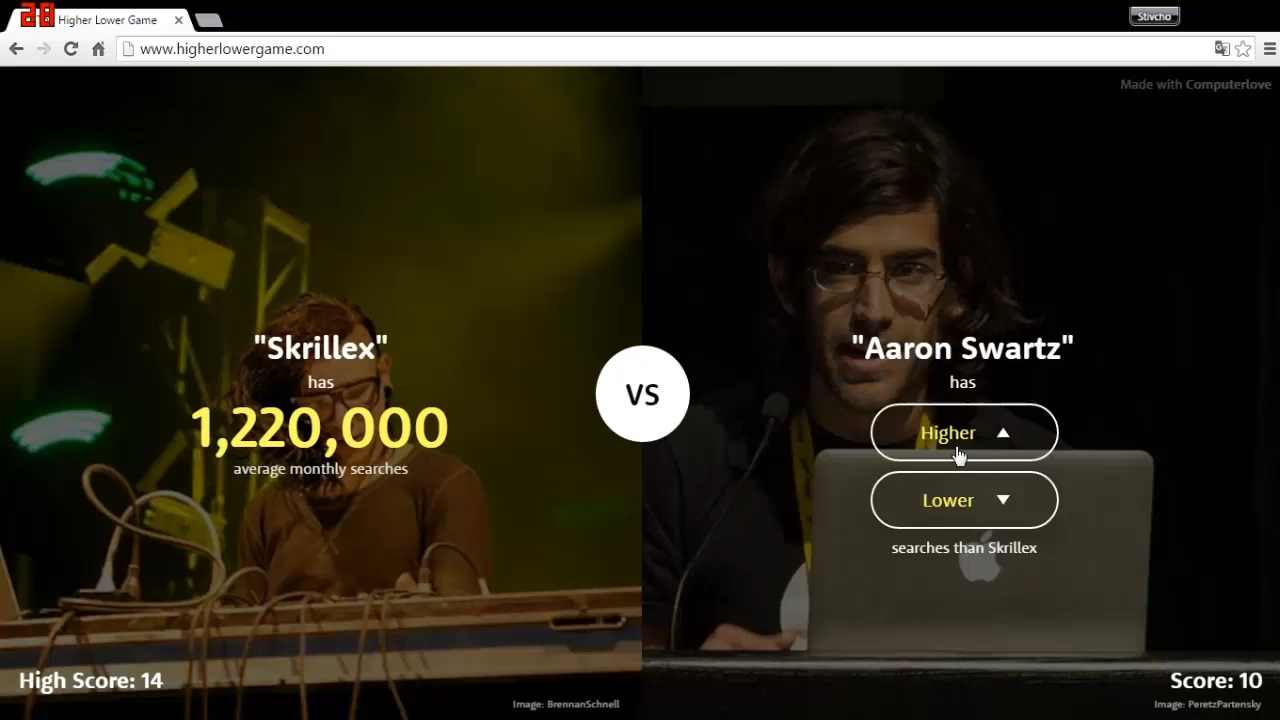 28
Higher Lower Game
Stivcho
www.higherlowergame.com
Made with Computerlove
"Skrillex"
has
1,220,000
average monthly searches
VS
"Aaron Swartz"
has
Higher
Lower
searches than Skrillex
High Score: 14
Image: BrennanSchnell
Score: 10
Image: PeretzPartensky